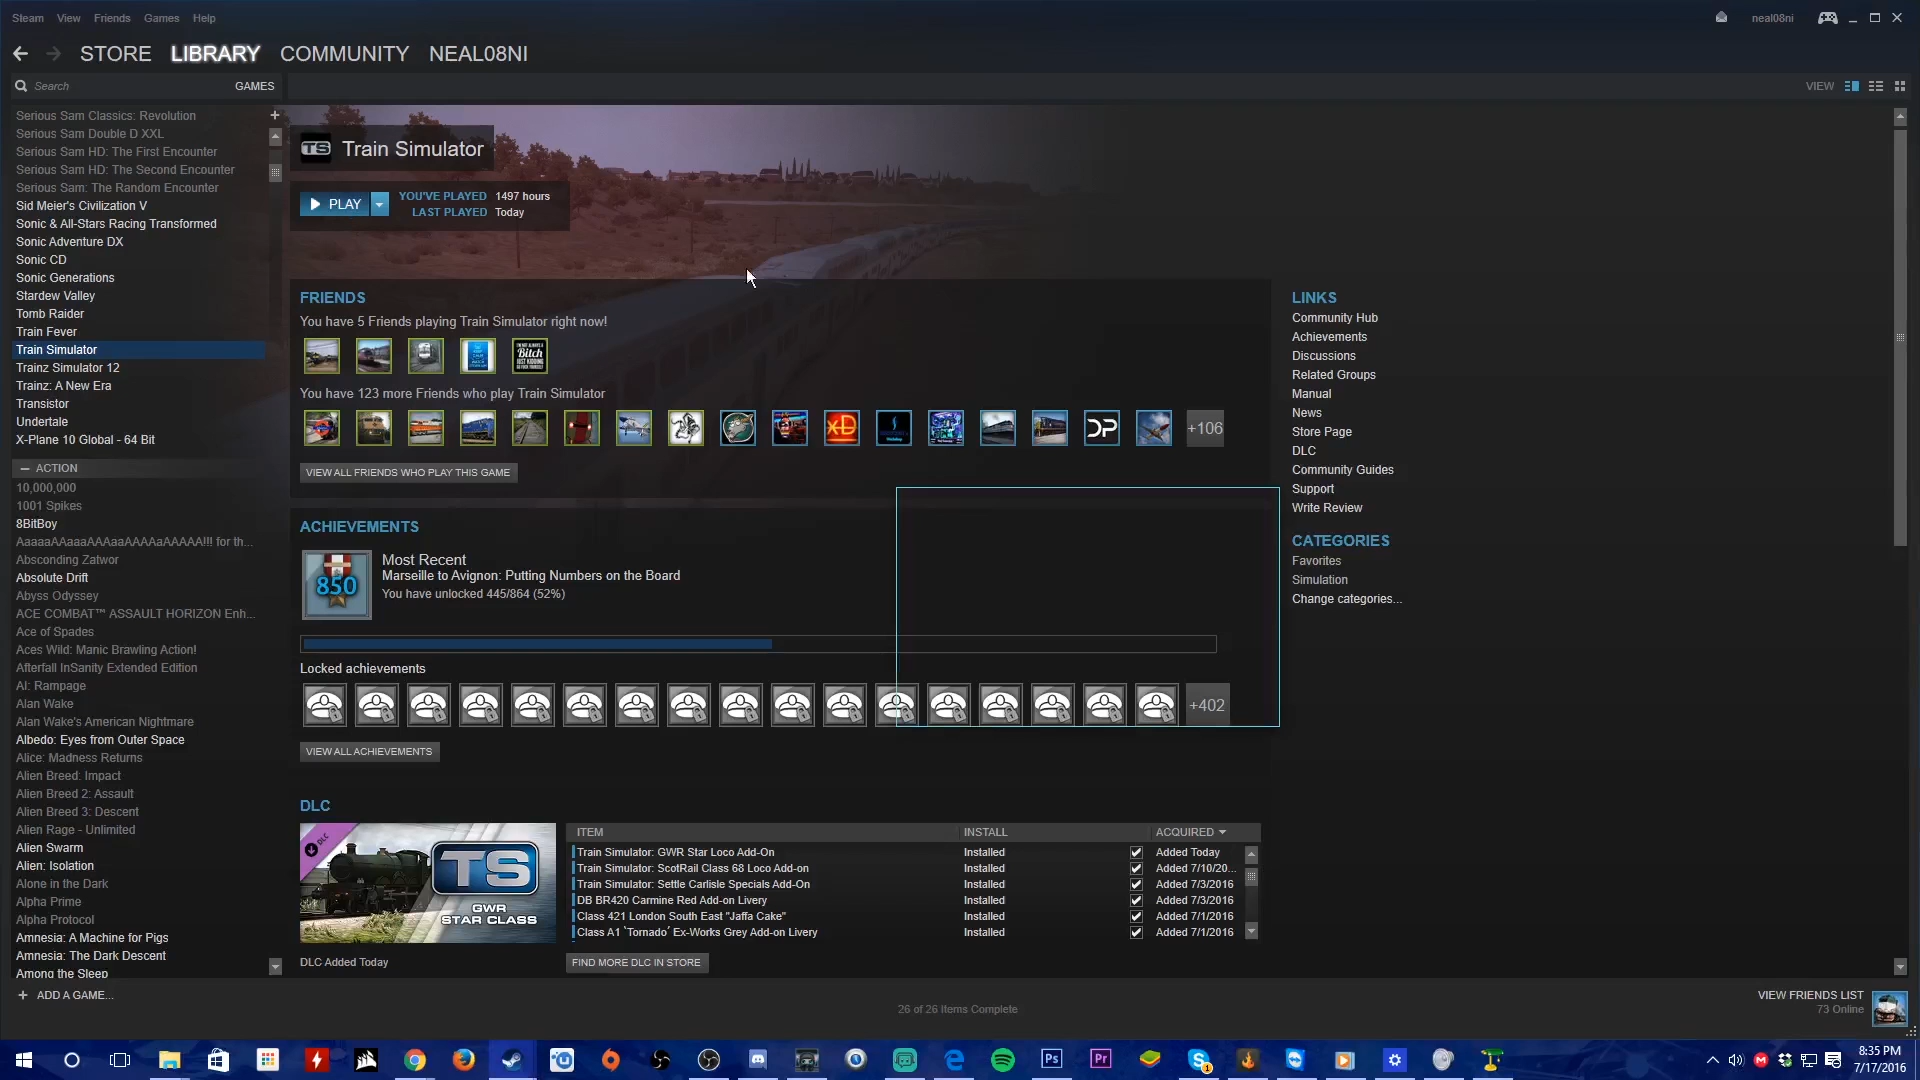 Steam View Friends Games Help
neal08ni
STORE LIBRARY COMMUNITY NEAL08NI
Search GAMES
VIEW
Serious Sam Classics: Revolution
Serious Sam Double D XXL
Serious Sam HD: The First Encounter
Serious Sam HD: The Second Encounter
Serious Sam: The Random Encounter
Sid Meier's Civilization V
Sonic & All-Stars Racing Transformed
Sonic Adventure DX
Sonic CD
Sonic Generations
Stardew Valley
Tomb Raider
Train Fever
Train Simulator
Trainz Simulator 12
Trainz: A New Era
Transistor
Undertale
X-Plane 10 Global - 64 Bit
ACTION
10,000,000
1001 Spikes
8BitBoy
AaaaaAAaaaAAAaaAAAAaAAAAA!!! for th...
Absconding Zatwor
Absolute Drift
Abyss Odyssey
ACE COMBAT™ ASSAULT HORIZON Enh...
Ace of Spades
Aces Wild: Manic Brawling Action!
Afterfall InSanity Extended Edition
AI: Rampage
Alan Wake
Alan Wake's American Nightmare
Albedo: Eyes from Outer Space
Alice: Madness Returns
Alien Breed: Impact
Alien Breed 2: Assault
Alien Breed 3: Descent
Alien Rage - Unlimited
Alien Swarm
Alien: Isolation
Alone in the Dark
Alpha Prime
Alpha Protocol
Amnesia: A Machine for Pigs
Amnesia: The Dark Descent
Among the Sleep
+ ADD A GAME...
TS Train Simulator
PLAY
YOU'VE PLAYED 1497 hours
LAST PLAYED Today
FRIENDS
You have 5 Friends playing Train Simulator right now!
Bitch
You have 123 more Friends who play Train Simulator
xD
DP
+106
VIEW ALL FRIENDS WHO PLAY THIS GAME
ACHIEVEMENTS
850
Most Recent
Marseille to Avignon: Putting Numbers on the Board
You have unlocked 445/864 (52%)
Locked achievements
+402
VIEW ALL ACHIEVEMENTS
DLC
DLC
TS
GWR
STAR CLASS
DLC Added Today
ITEM INSTALL ACQUIRED
Train Simulator: GWR Star Loco Add-On Installed Added Today
Train Simulator: ScotRail Class 68 Loco Add-on Installed Added 7/10/20...
Train Simulator: Settle Carlisle Specials Add-On Installed Added 7/3/2016
DB BR420 Carmine Red Add-on Livery Installed Added 7/3/2016
Class 421 London South East "Jaffa Cake" Installed Added 7/1/2016
Class A1 `Tornado´ Ex-Works Grey Add-on Livery Installed Added 7/1/2016
FIND MORE DLC IN STORE
LINKS
Community Hub
Achievements
Discussions
Related Groups
Manual
News
Store Page
DLC
Community Guides
Support
Write Review
CATEGORIES
Favorites
Simulation
Change categories...
26 of 26 Items Complete
VIEW FRIENDS LIST
73 Online
Ps
Pr
8:35 PM
7/17/2016